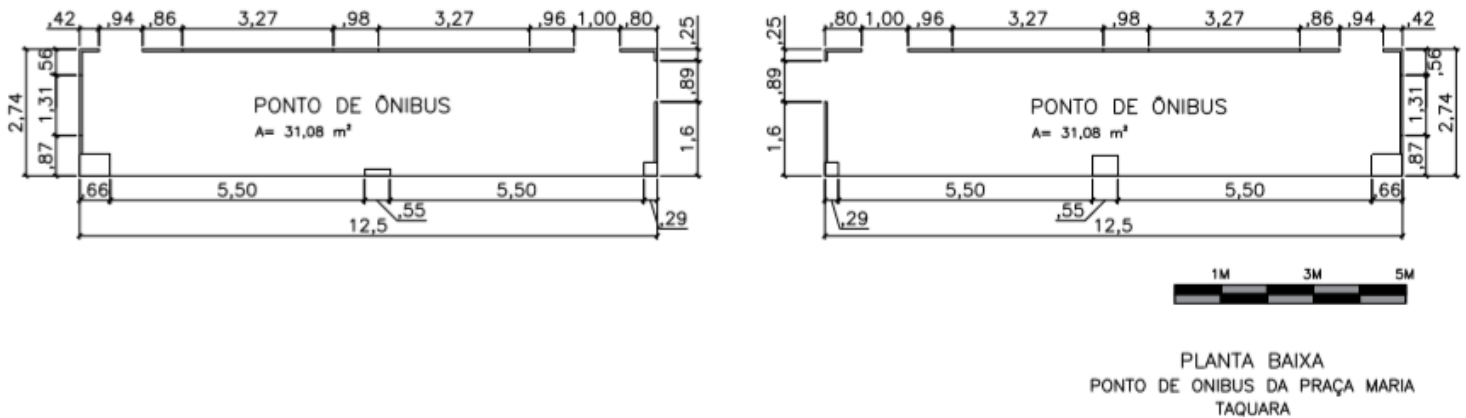 ,42 ,94 ,86 3,27 ,98 3,27 ,96 1,00 ,80
,25
,89
1,6
,56
1,31
,87
2,74
PONTO DE ÔNIBUS
A= 31,08 m²
,66 5,50 5,50
,55 ,29
12,5
,80 1,00 ,96 3,27 ,98 3,27 ,86 ,94 ,42
,25
,89
1,6
,56
1,31
,87
2,74
PONTO DE ÔNIBUS
A= 31,08 m²
5,50 5,50 ,66
,29 ,55
12,5
1M 3M 5M
PLANTA BAIXA
PONTO DE ONIBUS DA PRAÇA MARIA
TAQUARA